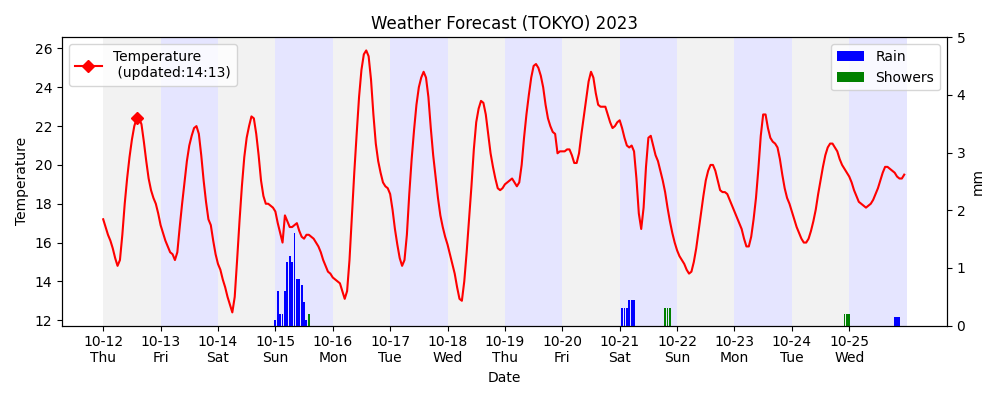 Weather Forecast (TOKYO) 2023
Temperature
(updated:14:13)
Rain
Showers
Temperature
26
24
22
20
18
16
14
12
5
4
3
2
1
0
mm
10-12 10-13 10-14 10-15 10-16 10-17 10-18 10-19 10-20 10-21 10-22 10-23 10-24 10-25
Thu Fri Sat Sun Mon Tue Wed Thu Fri Sat Sun Mon Tue Wed
Date